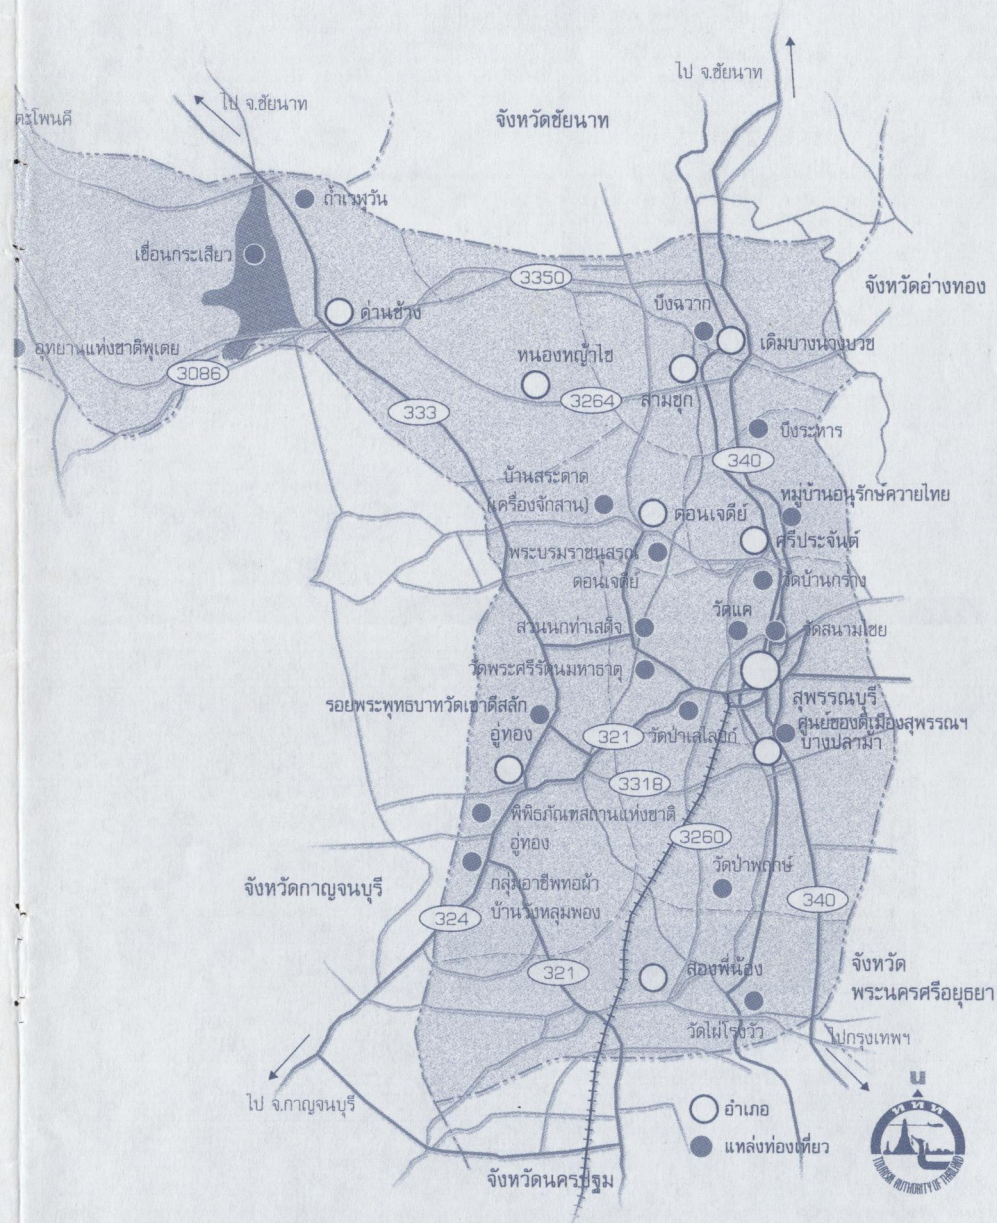 ไป จ.ชัยนาท
ไป จ.ชัยนาท
ตะโพนคี
จังหวัดชัยนาท
ถ้ำเวฬุวัน
เขื่อนกระเสียว
3350
จังหวัดอ่างทอง
บึงฉวาก
ด่านช้าง
เดิมบางนางบวช
อุทยานแห่งชาติพุเตย
หนองหญ้าไซ
3086
3264
สามชุก
333
บึงระหาร
340
บ้านสระดาด
(เครื่องจักสาน)
หมู่บ้านอนุรักษ์ควายไทย
ดอนเจดีย์
ศรีประจันต์
พระบรมราชนุสรณ์
ดอนเจดีย์
วัดบ้านกร่าง
วัดแค
สวนนกท่าเสด็จ
วัดสนามไชย
วัดพระศรีรัตนมหาธาตุ
สุพรรณบุรี
รอยพระพุทธบาทวัดเขาดีสลัก
ศูนย์ของดีเมืองสุพรรณฯ
อู่ทอง
321
วัดป่าเลไลยก์
บางปลาม้า
3318
พิพิธภัณฑสถานแห่งชาติ
อู่ทอง
3260
วัดป่าพฤกษ์
กลุ่มอาชีพทอผ้า
บ้านวังหลุมพอง
จังหวัดกาญจนบุรี
340
324
321
สองพี่น้อง
จังหวัด
พระนครศรีอยุธยา
วัดไผ่โรงวัว
ไปกรุงเทพฯ
ไป จ.กาญจนบุรี
น
อำเภอ
ททท
แหล่งท่องเที่ยว
TOURISM AUTHORITY OF THAILAND
จังหวัดนครปฐม